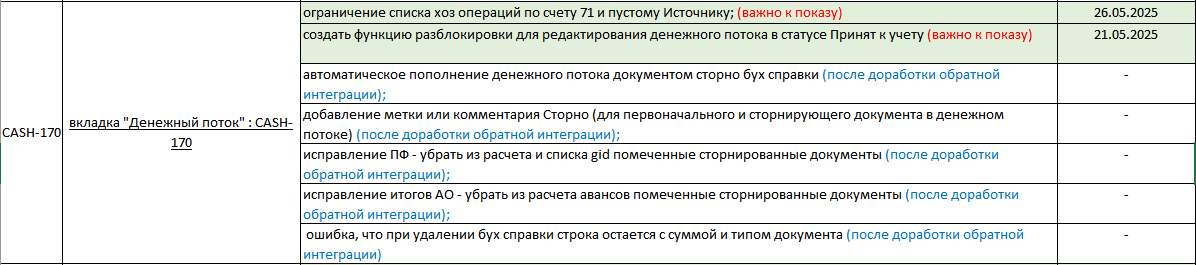 ограничение списка хоз операций по счету 71 и пустому Источнику; (важно к показу)
26.05.2025
создать функцию разблокировки для редактирования денежного потока в статусе Принят к учету (важно к показу)
21.05.2025
автоматическое пополнение денежного потока документом сторно бух справки (после доработки обратной
интеграции);
-
добавление метки или комментария Сторно (для первоначального и сторнирующего документа в денежном
потоке) (после доработки обратной интеграции);
-
CASH-170
вкладка "Денежный поток" : CASH-
170
исправление ПФ - убрать из расчета и списка gid помеченные сторнированные документы (после доработки
обратной интеграции);
-
исправление итогов АО - убрать из расчета авансов помеченные сторнированные документы (после доработки
обратной интеграции);
-
ошибка, что при удалении бух справки строка остается с суммой и типом документа (после доработки обратной
интеграции)
-